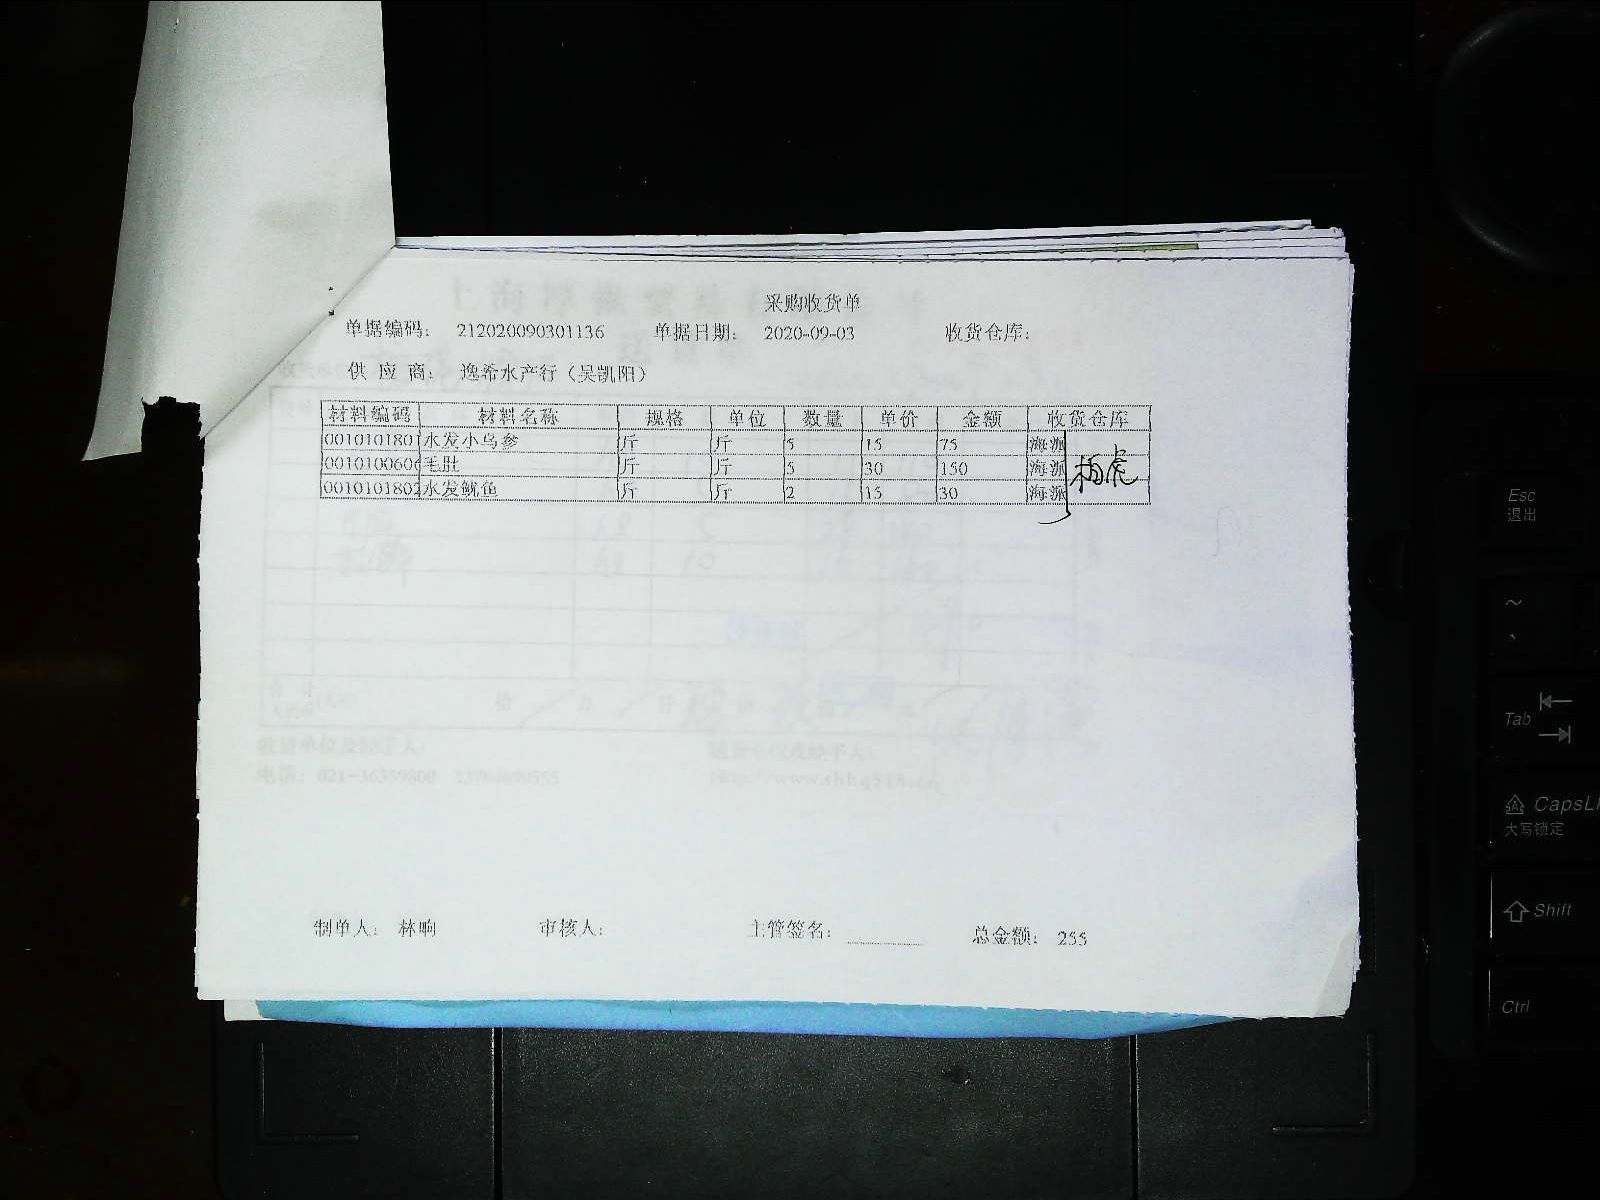 采购收货单
单据编码: 212020090301136 单据日期: 2020-09-03 收货仓库:
供 应 商: 逸希水产行（吴凯阳）
材料编码 材料名称 规格 单位 数量 单价 金额 收货仓库
0010101801 水发小乌参 斤 斤 5 15 75 海派
0010100606 毛肚 斤 斤 5 30 150 海派
0010101802 水发鱿鱼 斤 斤 2 15 30 海派
制单人: 林响 审核人: 主管签名: 总金额: 255
Esc
退出
~
Tab
CapsL
大写锁定
Shift
Ctrl